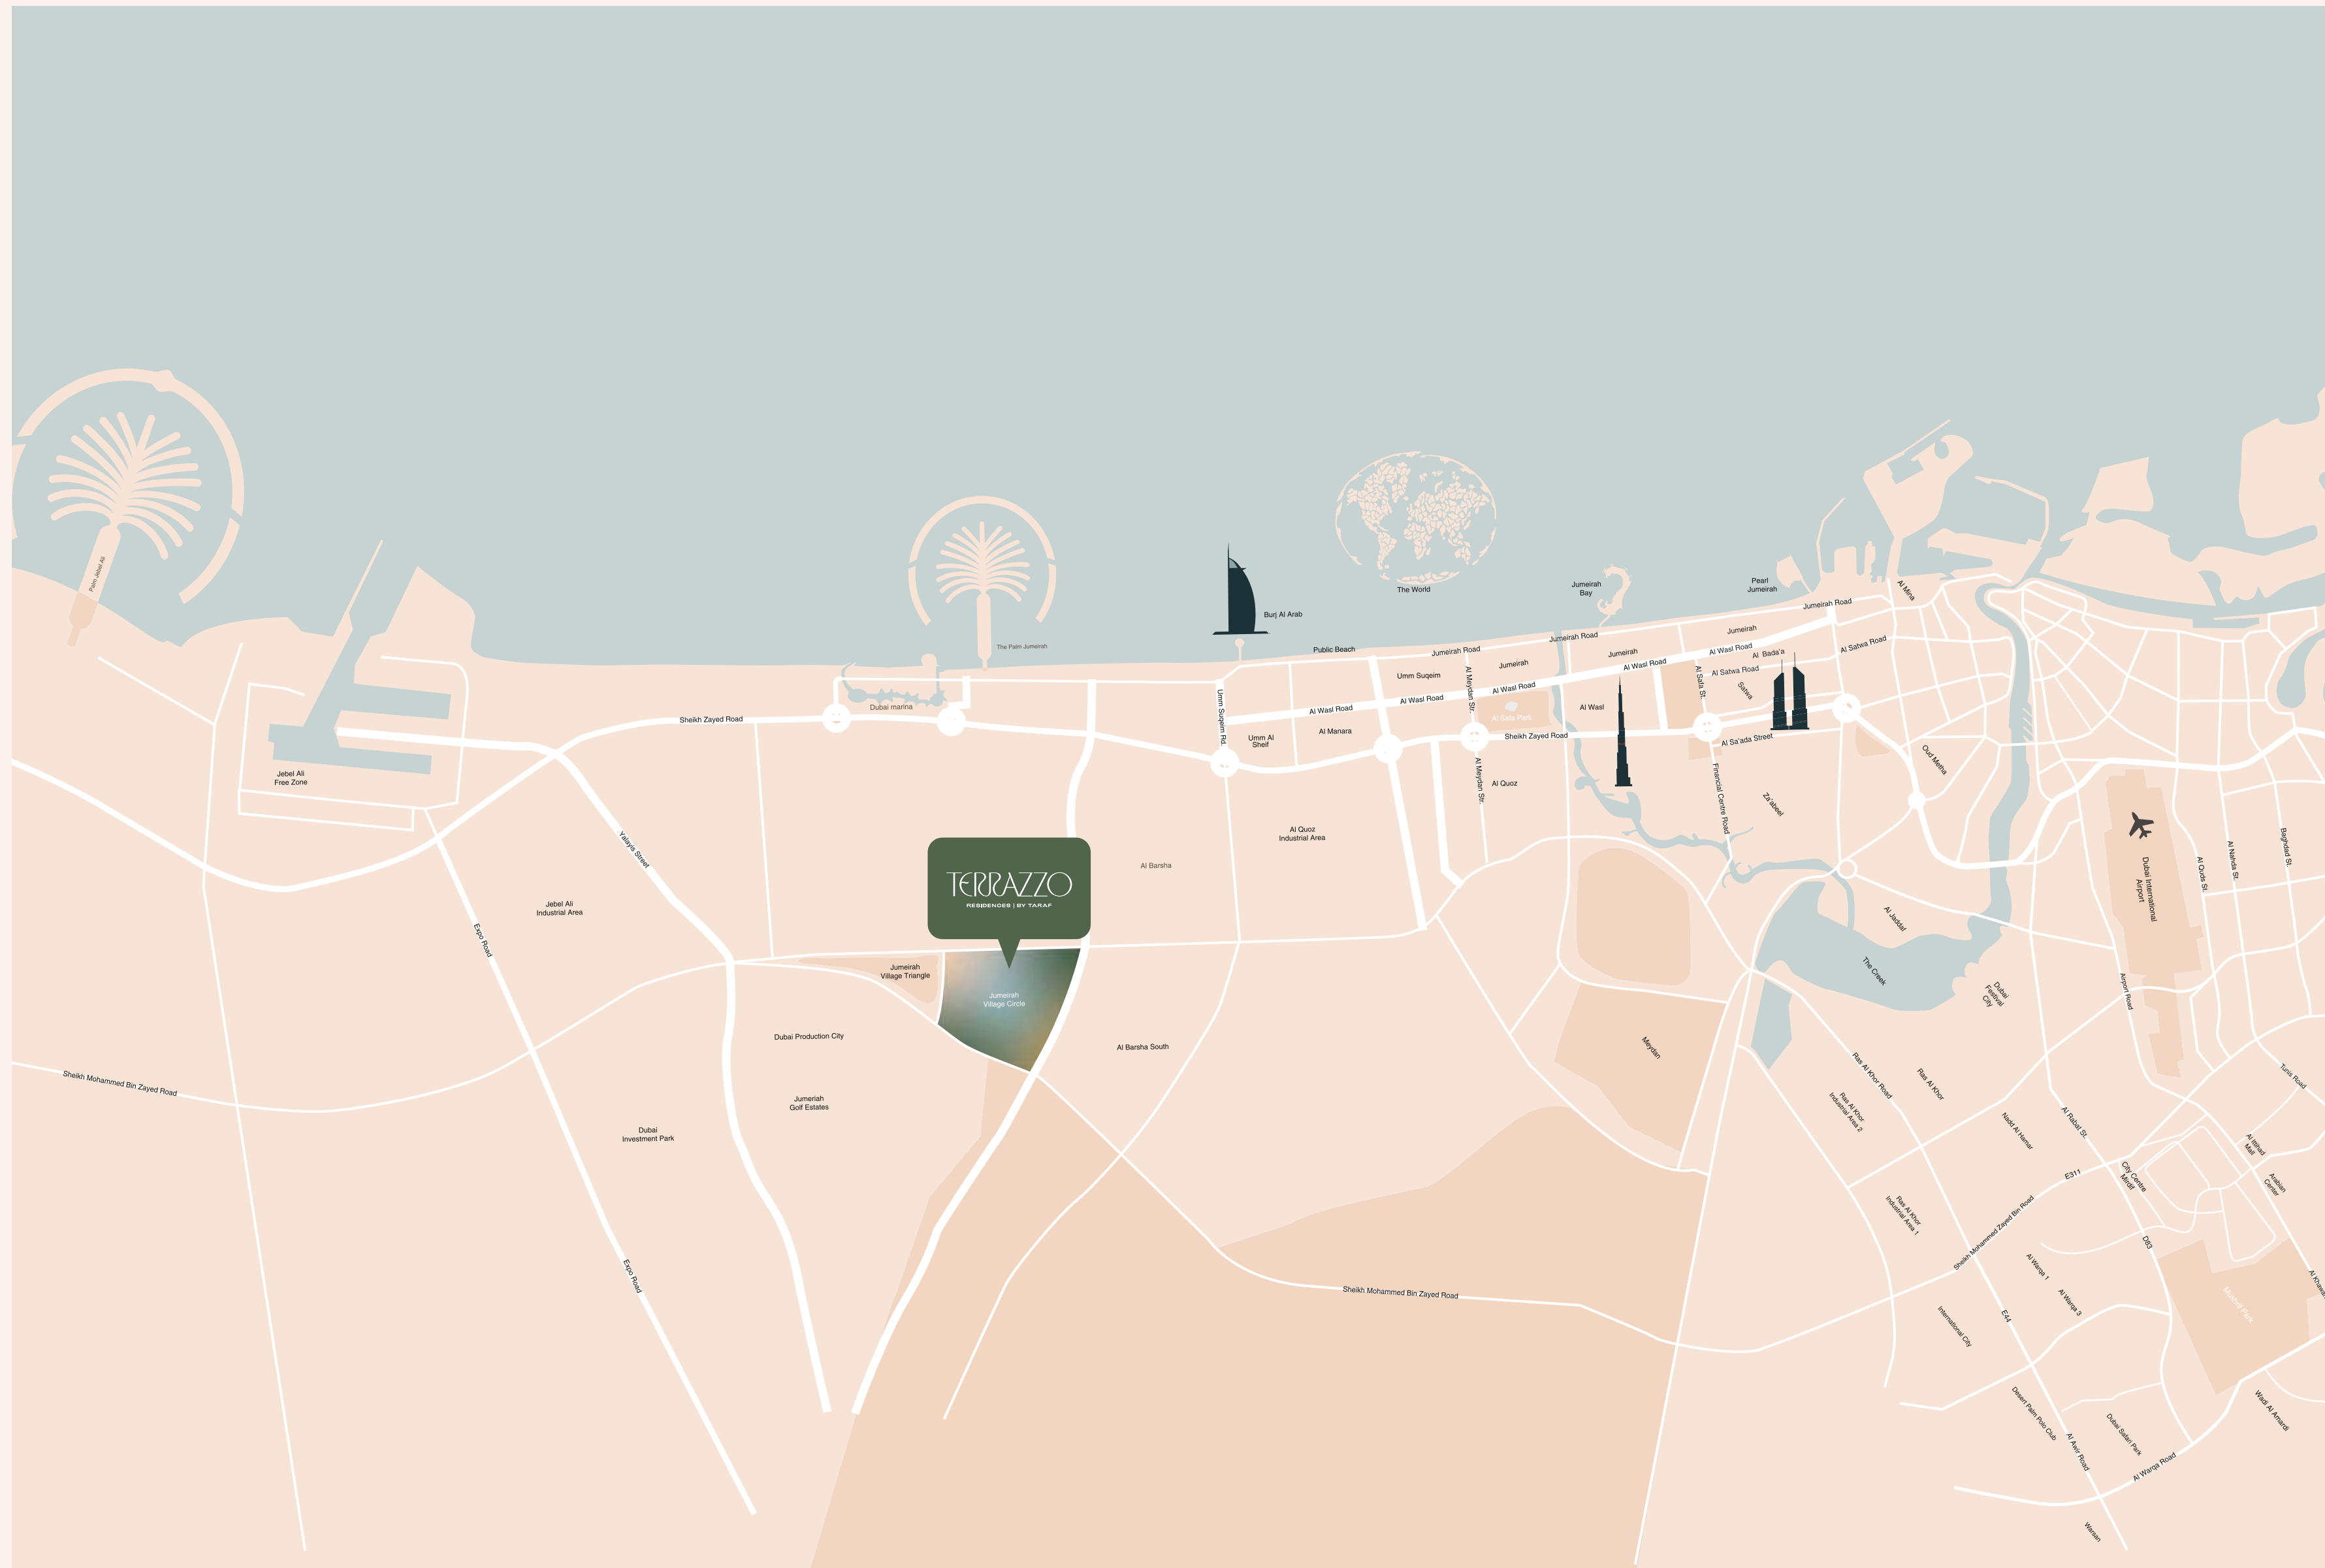 Palm Jebel Ali
The Palm Jumeirah
Burj Al Arab
The World
Jumeirah
Bay
Pearl
Jumeirah
Al Mina
Jumeirah Road
Jumeirah
Jumeirah Road
Al Wasl Road
Al Bada'a
Al Satwa Road
Public Beach
Jumeirah Road
Jumeirah
Jumeirah
Al Wasl Road
Al Satwa Road
Al Safa St.
Satwa
Umm Suqeim
Al Meydan Str.
Al Wasl Road
Al Wasl Road
Al Wasl Road
Al Safa Park
Al Wasl
Umm Suqeim Rd.
Dubai marina
Sheikh Zayed Road
Umm Al
Sheif
Al Manara
Sheikh Zayed Road
Al Sa'ada Street
Oud Metha
Jebel Ali
Free Zone
Al Meydan Str.
Al Quoz
Financial Centre Road
Za'abeel
Al Quoz
Industrial Area
Yalayis Street
Al Barsha
TERRAZZO
RESIDENCES | BY TARAF
Dubai International
Airport
Al Quds St.
Al Nahda St.
Baghdad St.
Jebel Ali
Industrial Area
Expo Road
Al Jaddaf
The Creek
Dubai
Festival
City
Airport Road
Jumeirah
Village Triangle
Jumeirah
Village Circle
Dubai Production City
Al Barsha South
Meydan
Sheikh Mohammed Bin Zayed Road
Jumeriah
Golf Estates
Dubai
Investment Park
Ras Al Khor Road
Ras Al Khor
Ras Al Khor
Industrial Area 2
Nadd Al Hamar
Al Rabat St.
Tunis Road
Al Ittihad
Mall
Arabian
Center
City Centre
Mirdif
E311
Ras Al Khor
Industrial Area 1
Sheikh Mohammed Zayed Bin Road
D83
Expo Road
Sheikh Mohammed Bin Zayed Road
Al Warqa 1
Al Warqa 3
International City
E44
Mushrif Park
Desert Palm Polo Club
Al Awir Road
Dubai Safari Park
Al Warqa Road
Wadi Al Amardi
Warsan